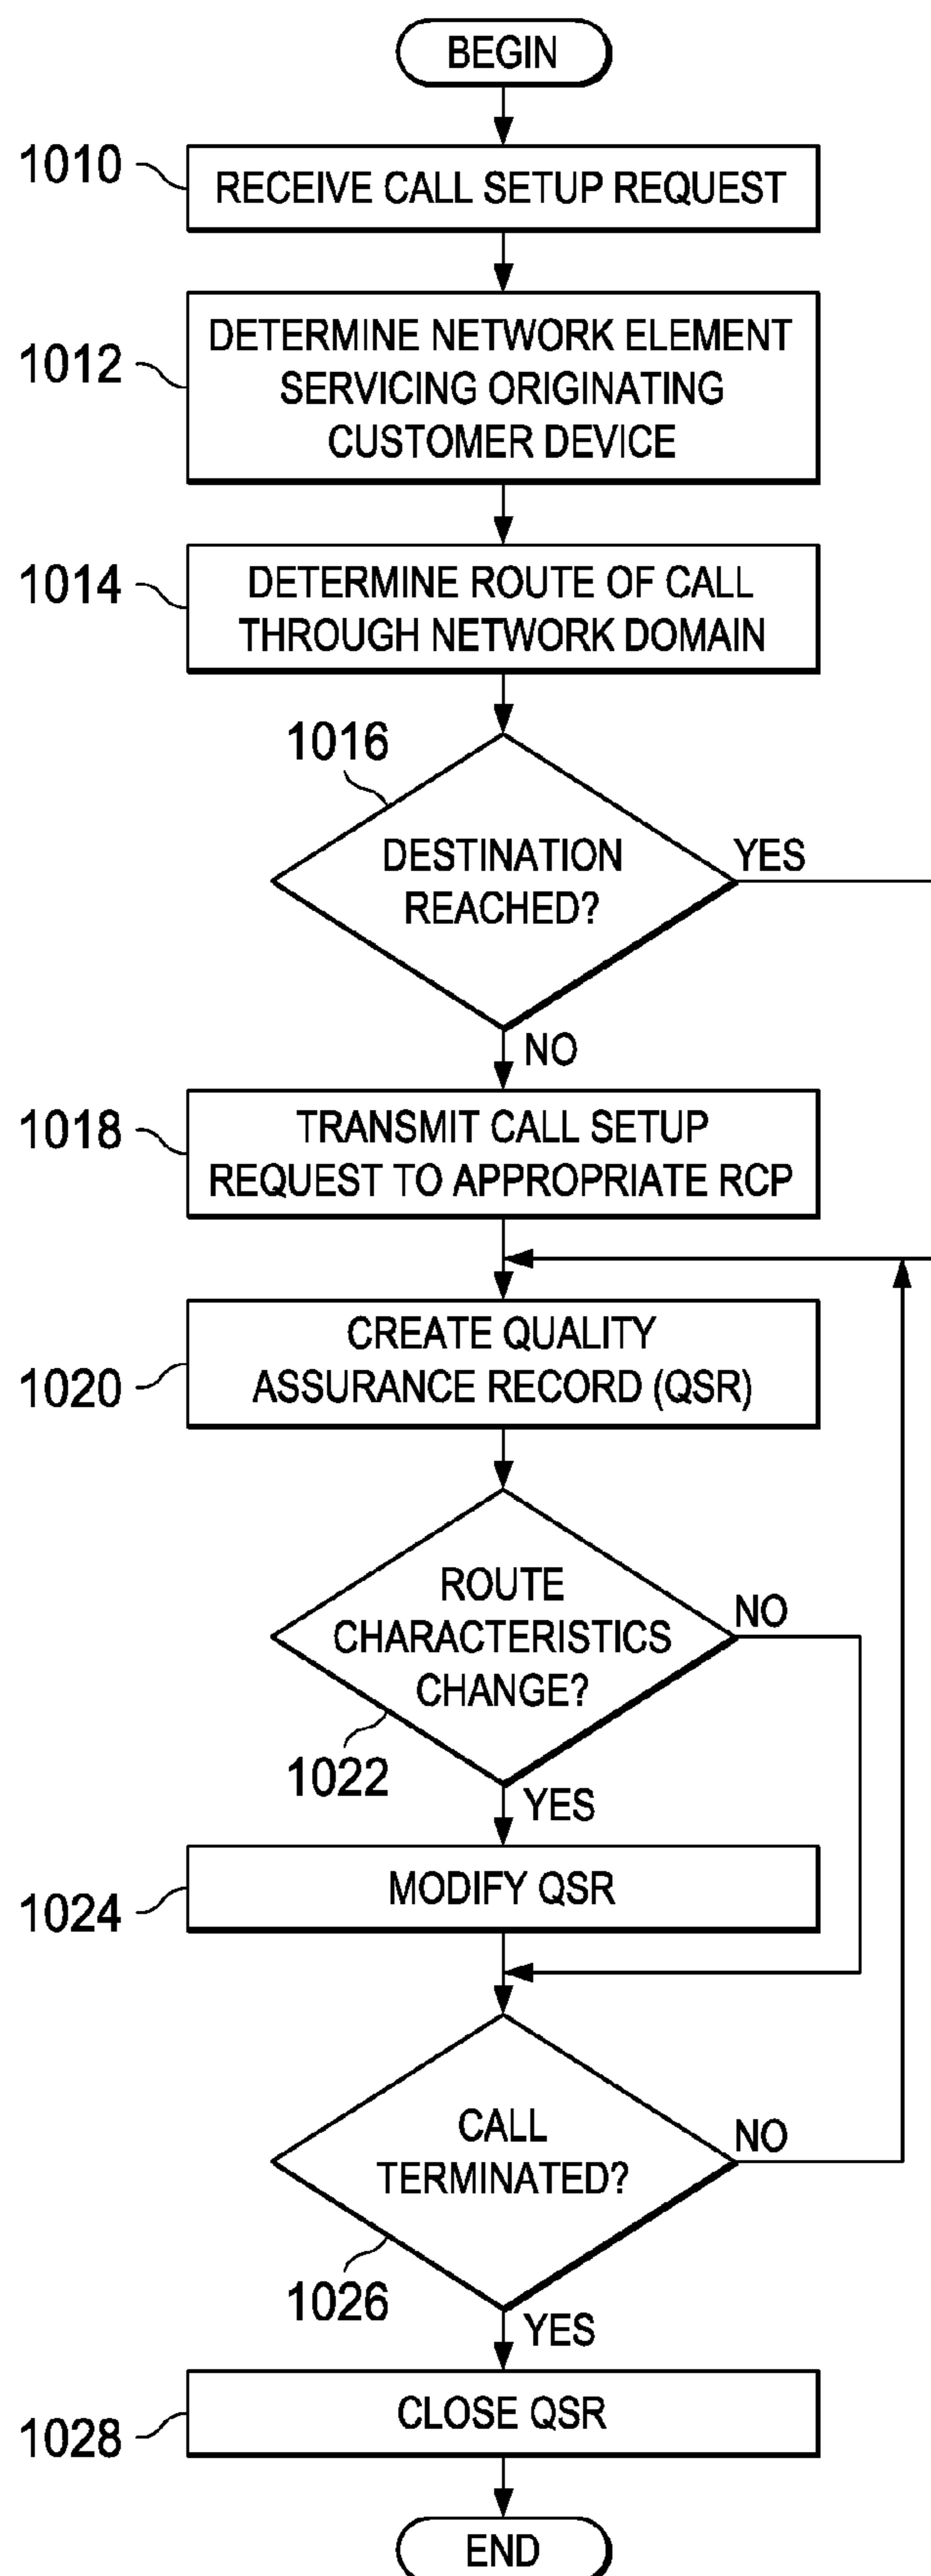 BEGIN
1010
RECEIVE CALL SETUP REQUEST
1012
DETERMINE NETWORK ELEMENT
SERVICING ORIGINATING
CUSTOMER DEVICE
1014
DETERMINE ROUTE OF CALL
THROUGH NETWORK DOMAIN
1016
DESTINATION
REACHED?
YES
NO
1018
TRANSMIT CALL SETUP
REQUEST TO APPROPRIATE RCP
1020
CREATE QUALITY
ASSURANCE RECORD (QSR)
ROUTE
CHARACTERISTICS
CHANGE?
NO
1022
YES
1024
MODIFY QSR
CALL
TERMINATED?
NO
1026
YES
1028
CLOSE QSR
END